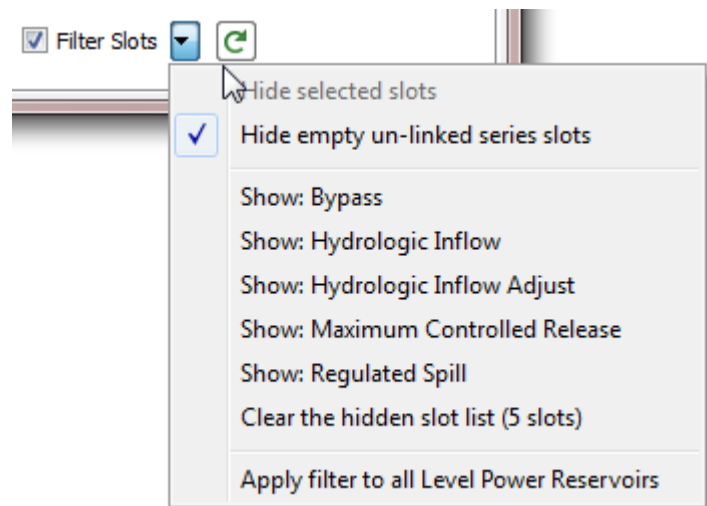 Filter Slots
Hide selected slots
Hide empty un-linked series slots
Show: Bypass
Show: Hydrologic Inflow
Show: Hydrologic Inflow Adjust
Show: Maximum Controlled Release
Show: Regulated Spill
Clear the hidden slot list (5 slots)
Apply filter to all Level Power Reservoirs